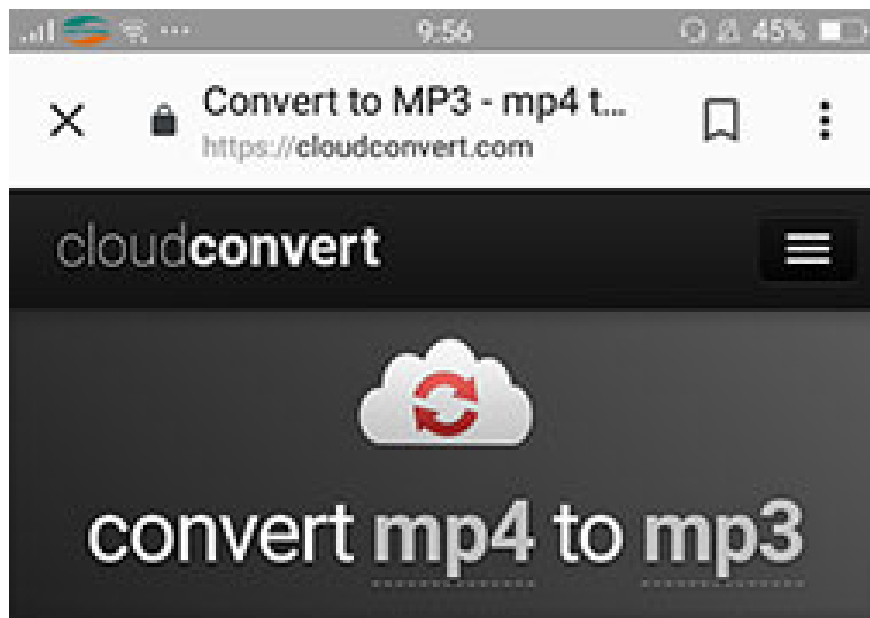 9:56
45%
Convert to MP3 - mp4 t...
https://cloudconvert.com
cloudconvert
convert mp4 to mp3